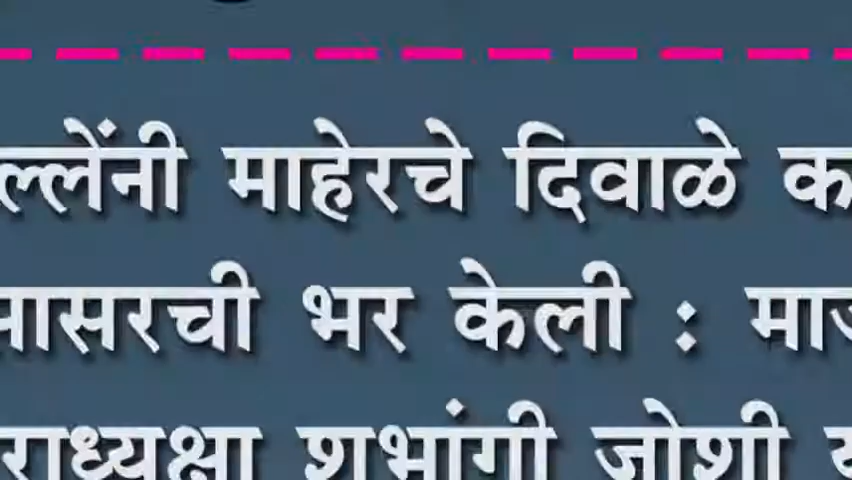 ल्लेंनी माहेरचे दिवाळे
सासरची भर केली :
राध्यक्षा शुभांगी जोशी